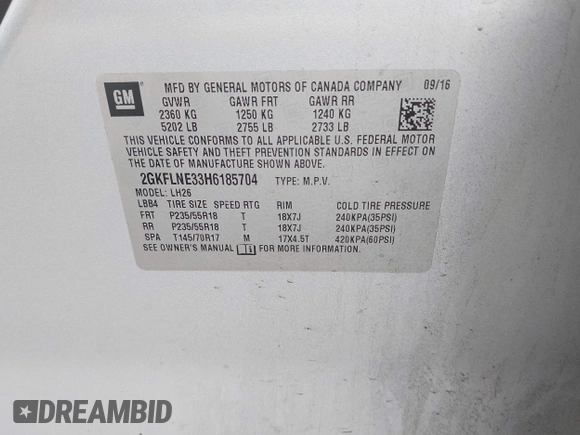 GM
MFD BY GENERAL MOTORS OF CANADA COMPANY 09/16
GVWR GAWR FRT GAWR RR
2360 KG 1250 KG 1240 KG
5202 LB 2755 LB 2733 LB
THIS VEHICLE CONFORMS TO ALL APPLICABLE U.S. FEDERAL MOTOR
VEHICLE SAFETY AND THEFT PREVENTION STANDARDS IN EFFECT ON
THE DATE OF MANUFACTURE SHOWN ABOVE.
2GKFLNE33H6185704 TYPE: M.P.V.
MODEL: LH26
LBB4 TIRE SIZE SPEED RTG RIM COLD TIRE PRESSURE
FRT P235/55R18 T 18X7J 240KPA(35PSI)
RR P235/55R18 T 18X7J 240KPA(35PSI)
SPA T145/70R17 M 17X4.5T 420KPA(60PSI)
SEE OWNER'S MANUAL FOR MORE INFORMATION.
DREAMBID